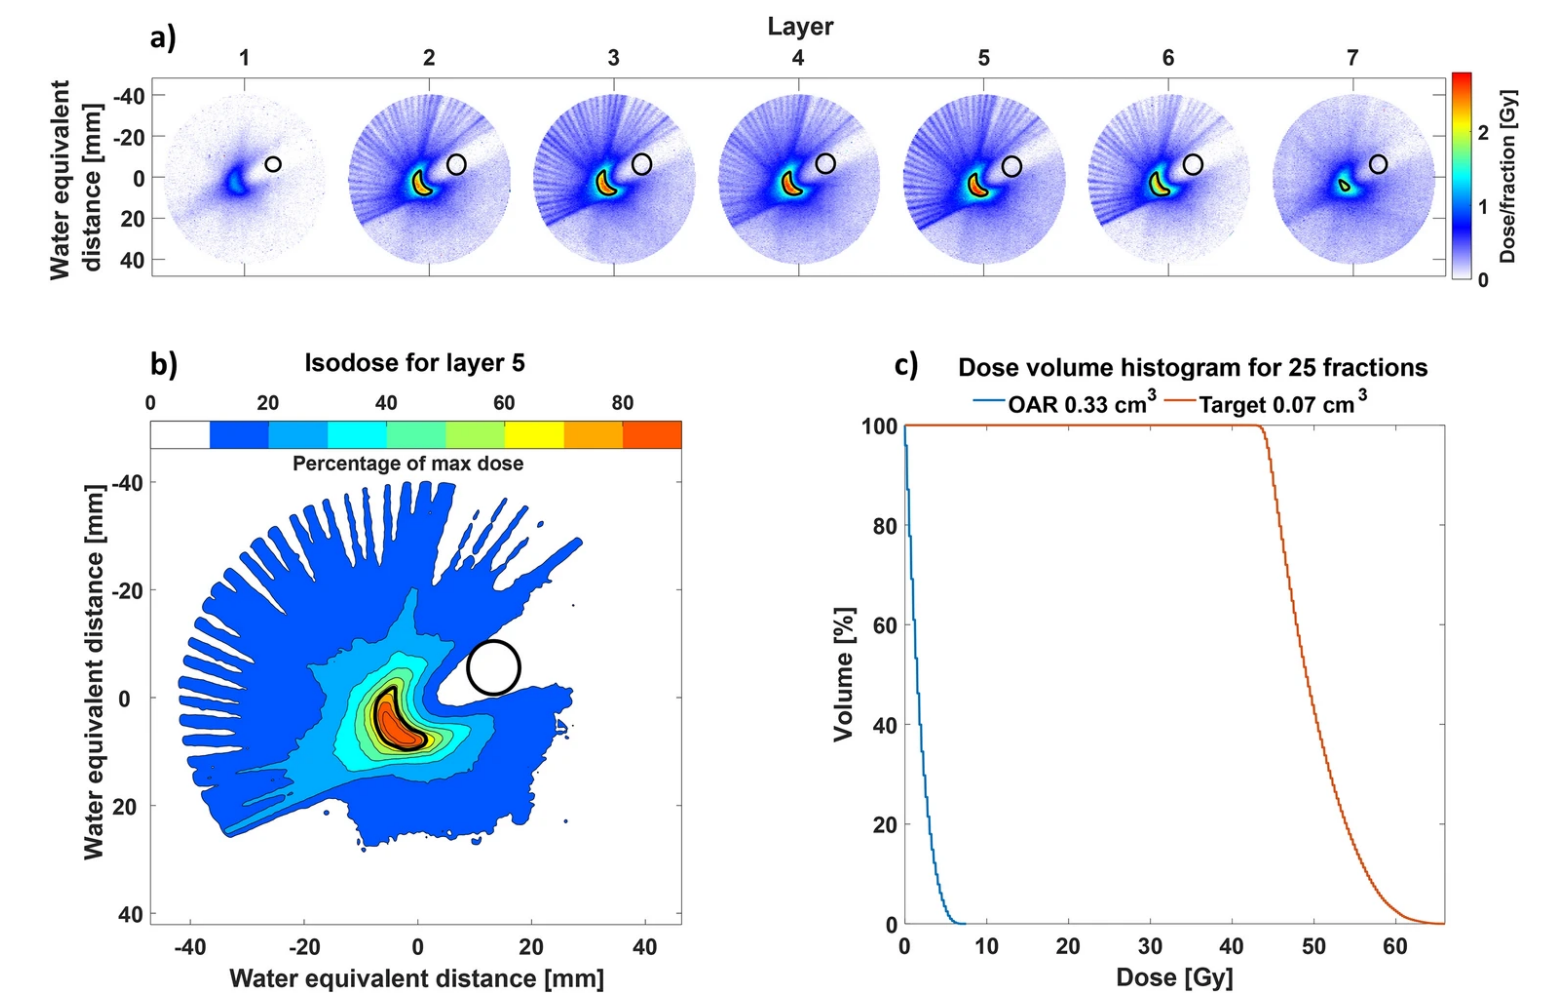 a)
Layer
1 2 3 4 5 6 7
Water equivalent
distance [mm]
-40
-20
0
20
40
2
1
0
Dose/fraction [Gy]
b)
Isodose for layer 5
0 20 40 60 80
Percentage of max dose
Water equivalent distance [mm]
-40
-20
0
20
40
-40 -20 0 20 40
Water equivalent distance [mm]
c)
Dose volume histogram for 25 fractions
OAR 0.33 cm³ Target 0.07 cm³
Volume [%]
100
80
60
40
20
0
0 10 20 30 40 50 60
Dose [Gy]